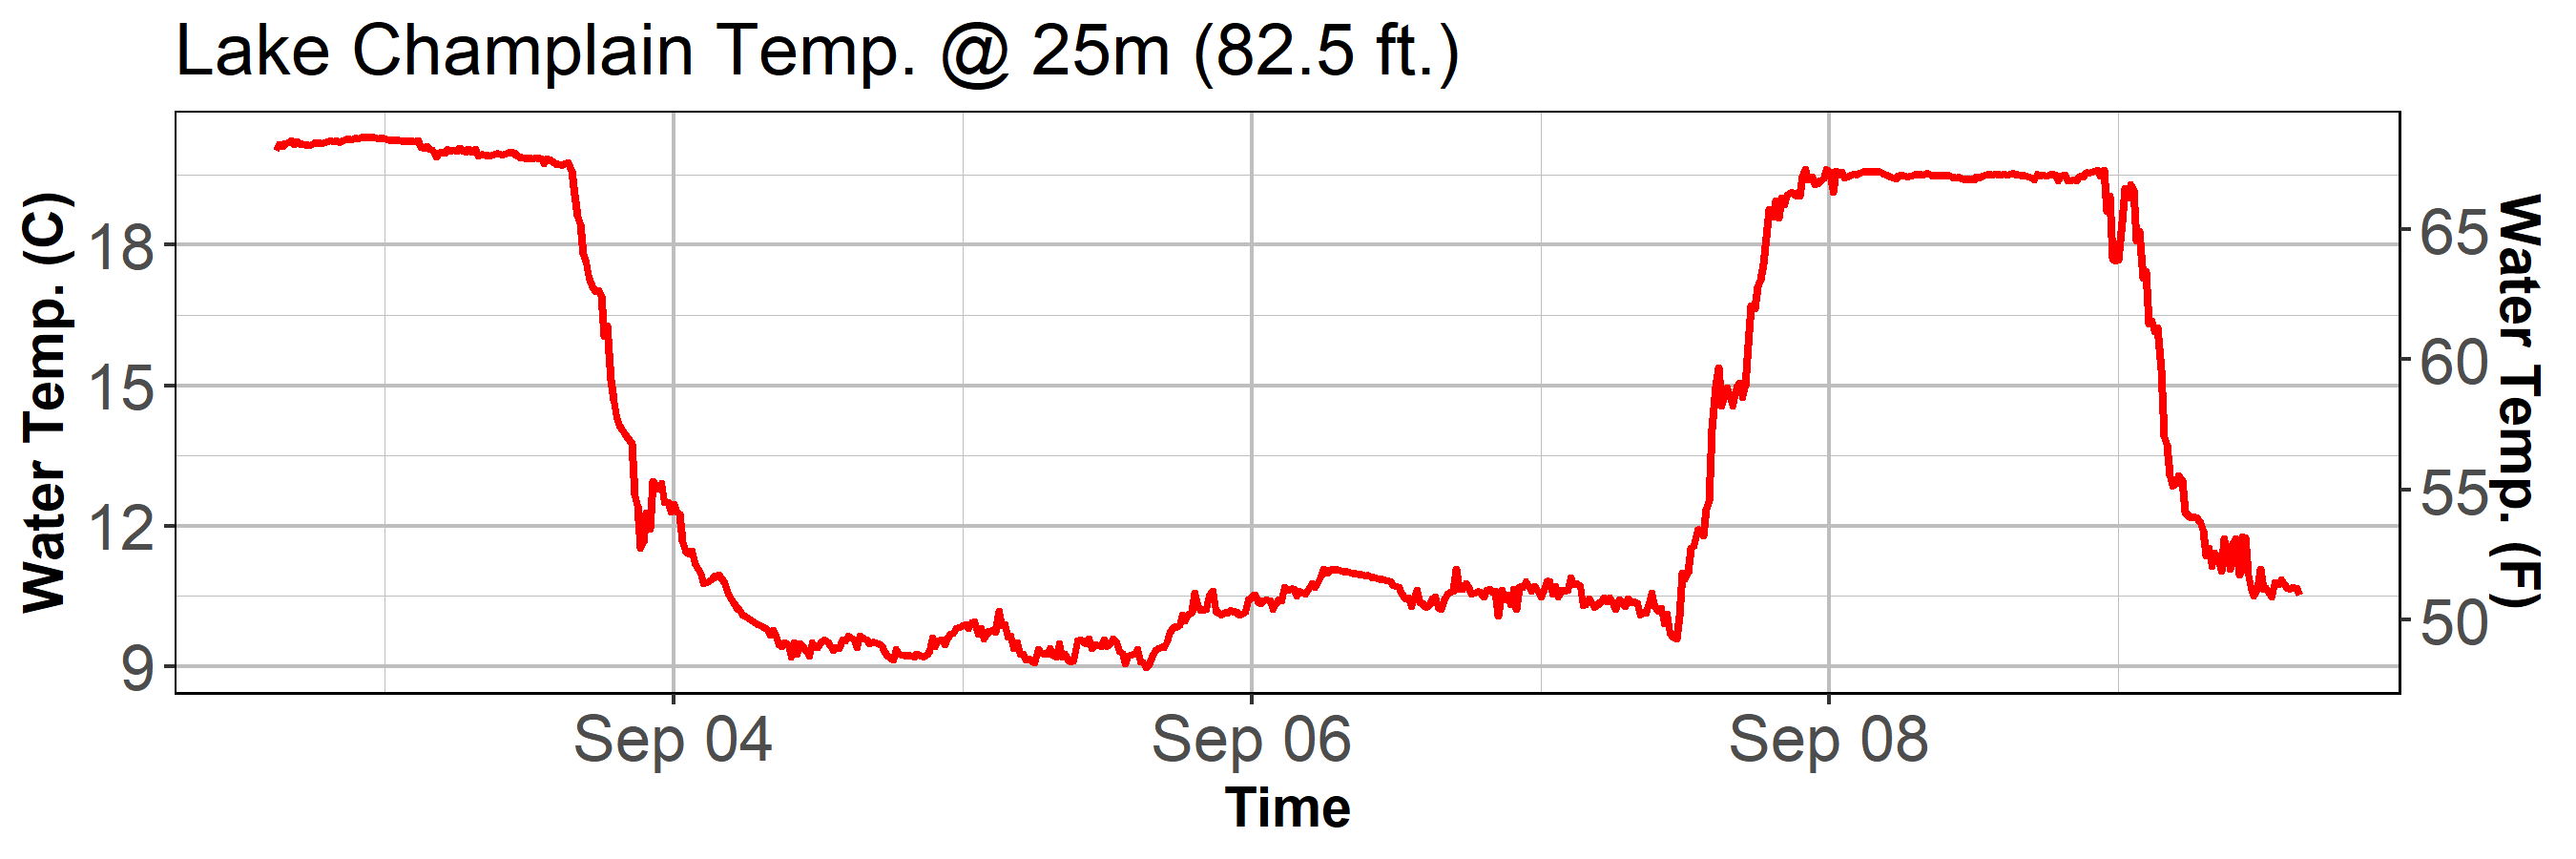 Lake Champlain Temp. @ 25m (82.5 ft.)
Water Temp. (C)
18
15
12
9
65
60
55
50
Water Temp. (F)
Sep 04
Sep 06
Sep 08
Time